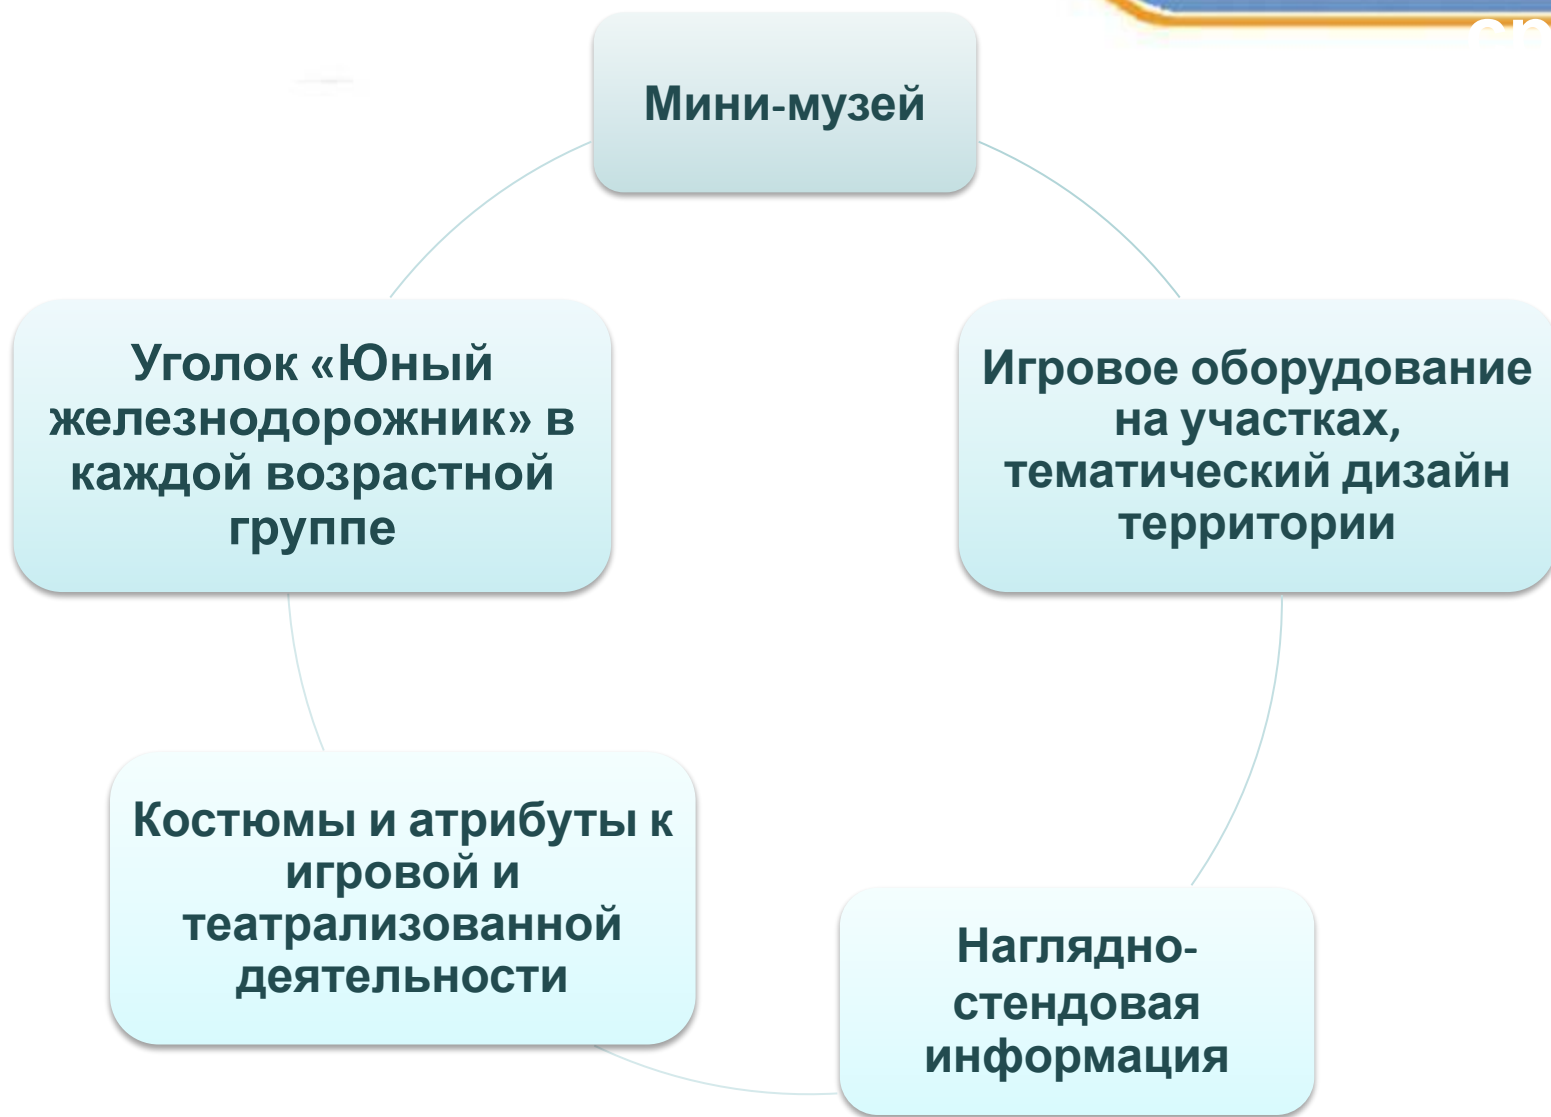 Мини-музей
Уголок «Юный
железнодорожник» в
каждой возрастной
группе
Игровое оборудование
на участках,
тематический дизайн
территории
Костюмы и атрибуты к
игровой и
театрализованной
деятельности
Наглядно-
стендовая
информация